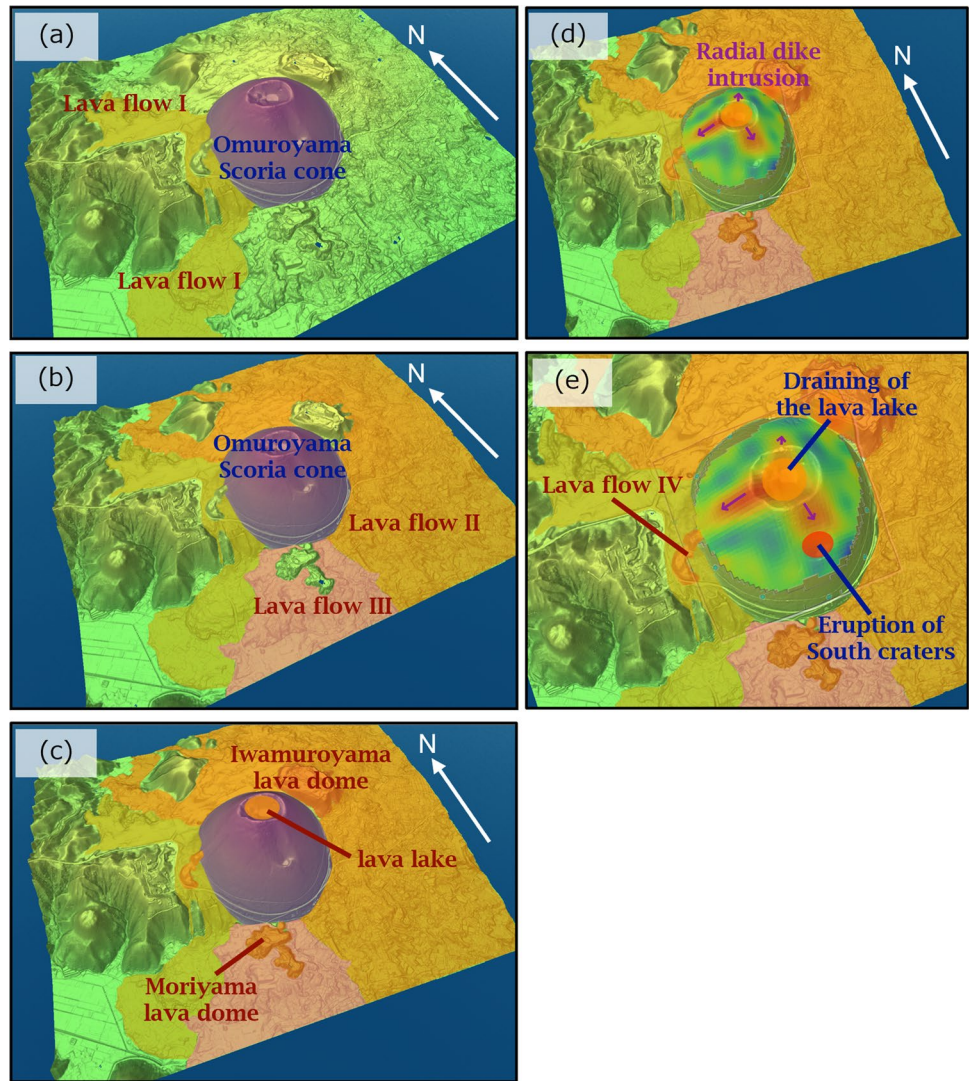 (a)
N
Lava flow I
Omuroyama
Scoria cone
Lava flow I
(b)
N
Omuroyama
Scoria cone
Lava flow II
Lava flow III
(c)
N
Iwamuroyama
lava dome
lava lake
Moriyama
lava dome
(d)
N
Radial dike
intrusion
(e)
Draining of
the lava lake
Lava flow IV
Eruption of
South craters